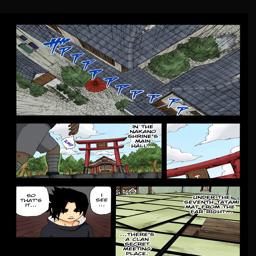 IN THE
NAKANO
SHRINE'S
MAIN
HALL...
SO
THAT'S
IT...
I
SEE
...
UNDER THE
SEVENTH TATAMI
MAT FROM THE
FAR RIGHT...
...THERE'S
A CLAN
SECRET
MEETING
PLACE.